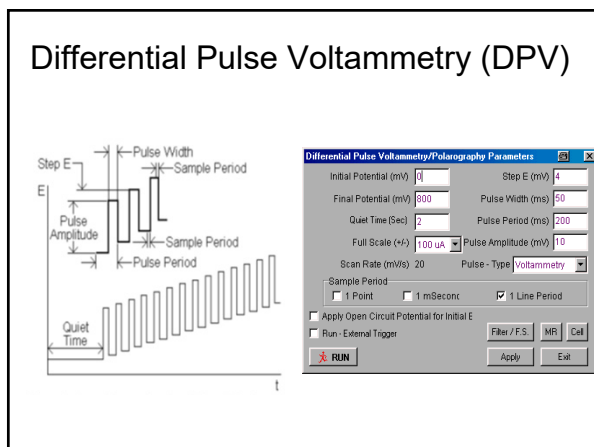 Differential Pulse Voltammetry (DPV)
Pulse Width
Step E
Sample Period
E
Pulse
Amplitude
Sample Period
Pulse Period
Quiet
Time
t
Differential Pulse Voltammetry/Polarography Parameters
Initial Potential (mV) 0 Step E (mV) 4
Final Potential (mV) 800 Pulse Width (ms) 50
Quiet Time (Sec) 2 Pulse Period (ms) 200
Full Scale (+/-) 100 uA Pulse Amplitude (mV) 10
Scan Rate (mV/s) 20 Pulse - Type Voltammetry
Sample Period
1 Point 1 mSeconc 1 Line Period
Apply Open Circuit Potential for Initial E
Run - External Trigger Filter / F.S. MR Cell
RUN Apply Exit